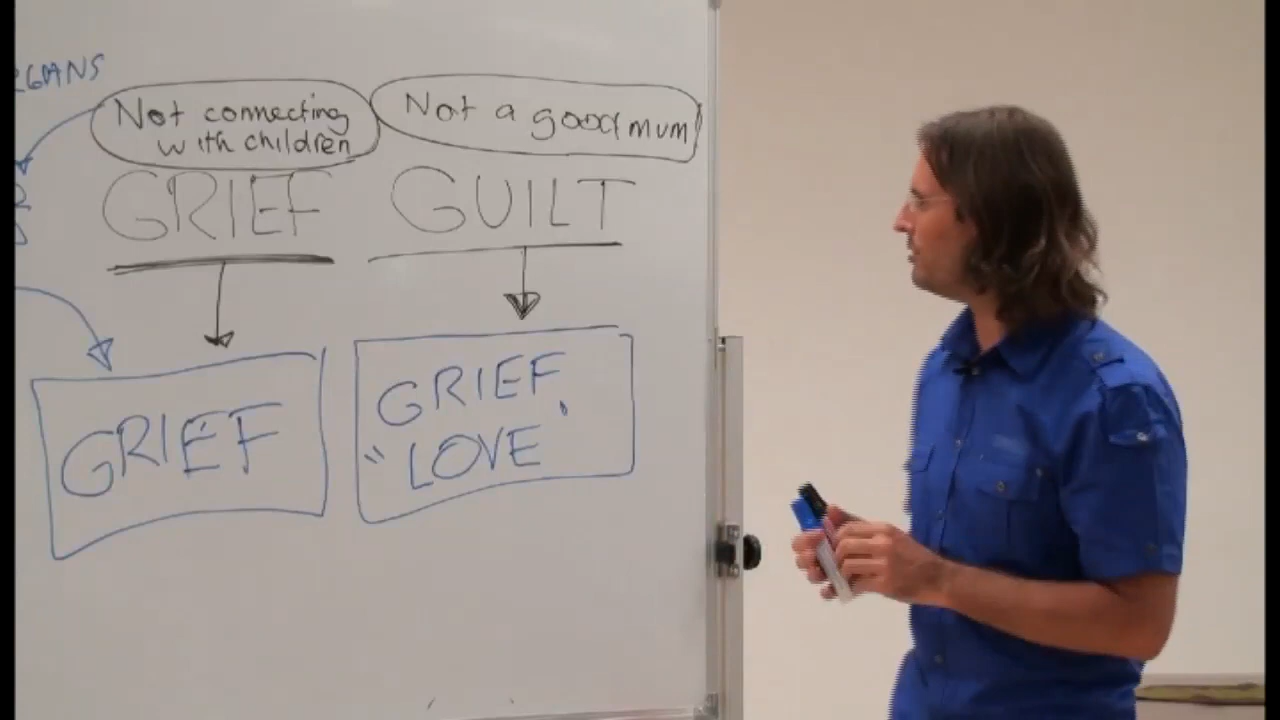 Not connecting
with children
Not a good mum
GRIEF
GUILT
GRIEF
GRIEF,
"LOVE"